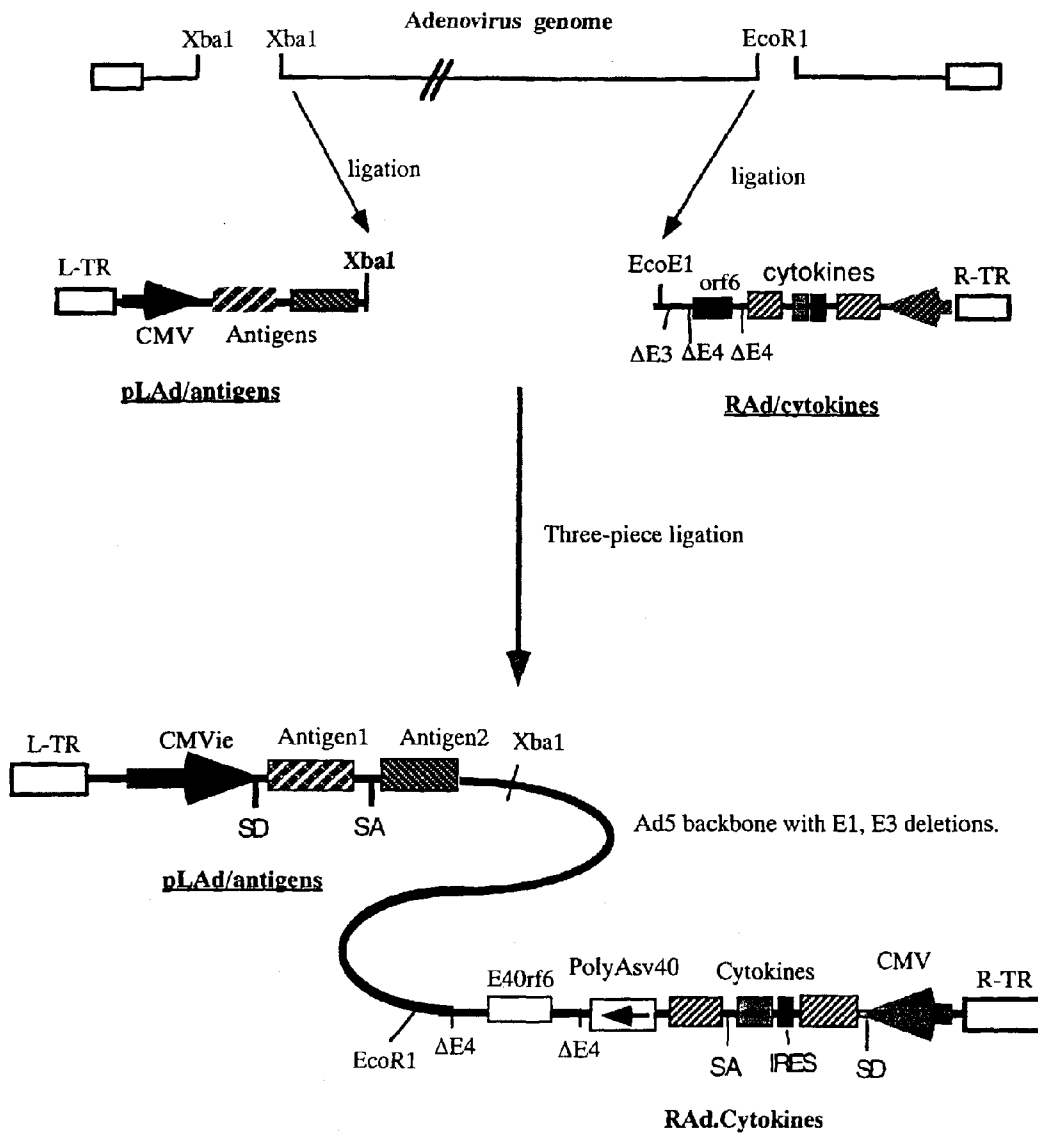 Adenovirus genome
Xba1 Xba1 EcoR1
ligation ligation
L-TR Xba1
CMV Antigens
pLAd/antigens
EcoE1 orf6 cytokines R-TR
ΔE3 ΔE4 ΔE4
RAd/cytokines
Three-piece ligation
L-TR CMVie Antigen1 Antigen2 Xba1
SD SA
pLAd/antigens
Ad5 backbone with E1, E3 deletions.
E40rf6 PolyAsv40 Cytokines CMV R-TR
EcoR1 ΔE4 ΔE4 SA IRES SD
RAd.Cytokines